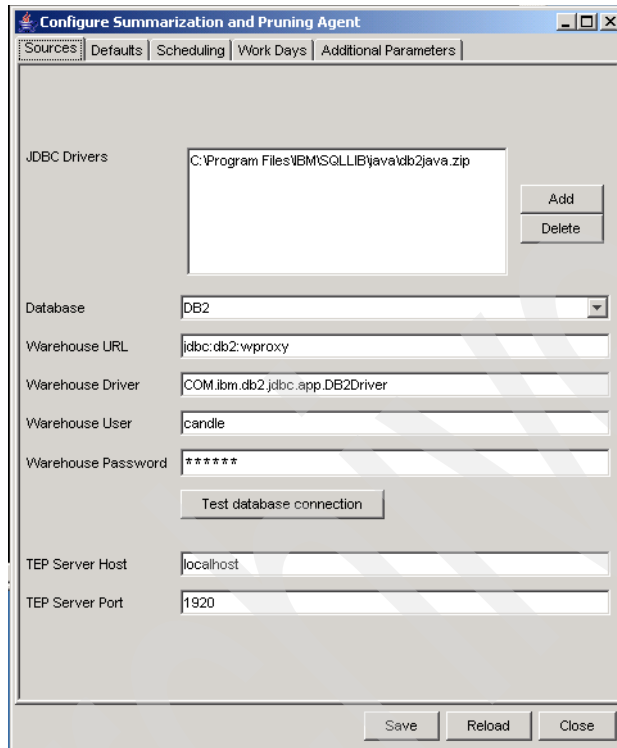 Configure Summarization and Pruning Agent
Sources Defaults Scheduling Work Days Additional Parameters
JDBC Drivers
C:\Program Files\IBM\SQLLIB\java\db2java.zip
Add
Delete
Database DB2
Warehouse URL jdbc:db2:wproxy
Warehouse Driver COM.ibm.db2.jdbc.app.DB2Driver
Warehouse User candle
Warehouse Password ******
Test database connection
TEP Server Host localhost
TEP Server Port 1920
Save Reload Close